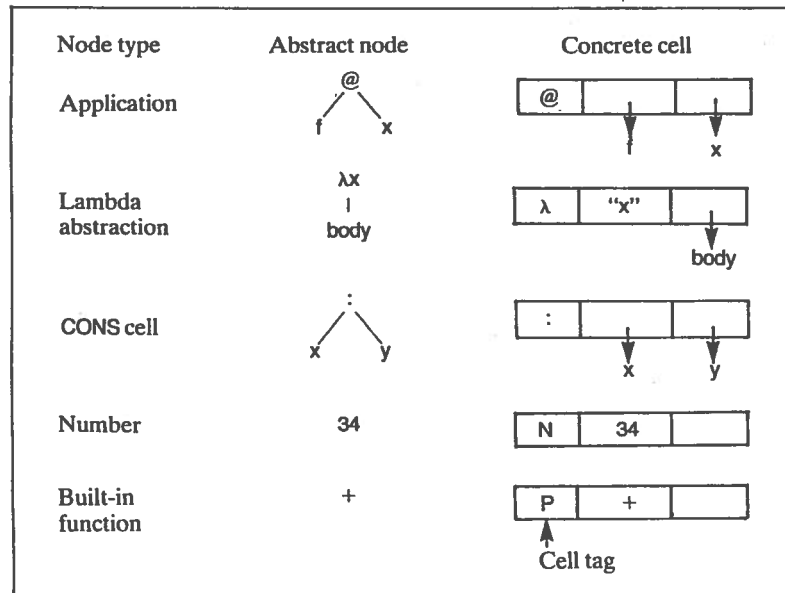 Node type Abstract node Concrete cell
Application @ @
f x f x
Lambda abstraction λx λ "x"
body body
CONS cell : :
x y x y
Number 34 N 34
Built-in function + P +
Cell tag